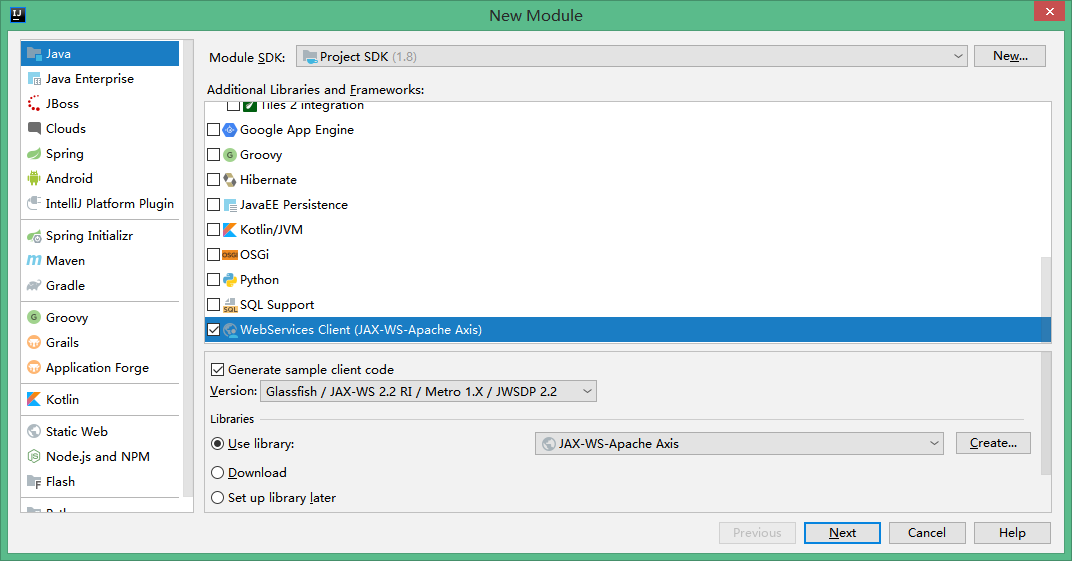 New Module
Java
Java Enterprise
JBoss
Clouds
Spring
Android
IntelliJ Platform Plugin
Spring Initializr
Maven
Gradle
Groovy
Grails
Application Forge
Kotlin
Static Web
Node.js and NPM
Flash
Module SDK: Project SDK (1.8) New...
Additional Libraries and Frameworks:
Tiles 2 Integration
Google App Engine
Groovy
Hibernate
JavaEE Persistence
Kotlin/JVM
OSGi
Python
SQL Support
WebServices Client (JAX-WS-Apache Axis)
Generate sample client code
Version: Glassfish / JAX-WS 2.2 RI / Metro 1.X / JWSDP 2.2
Libraries
Use library: JAX-WS-Apache Axis Create...
Download
Set up library later
Previous Next Cancel Help